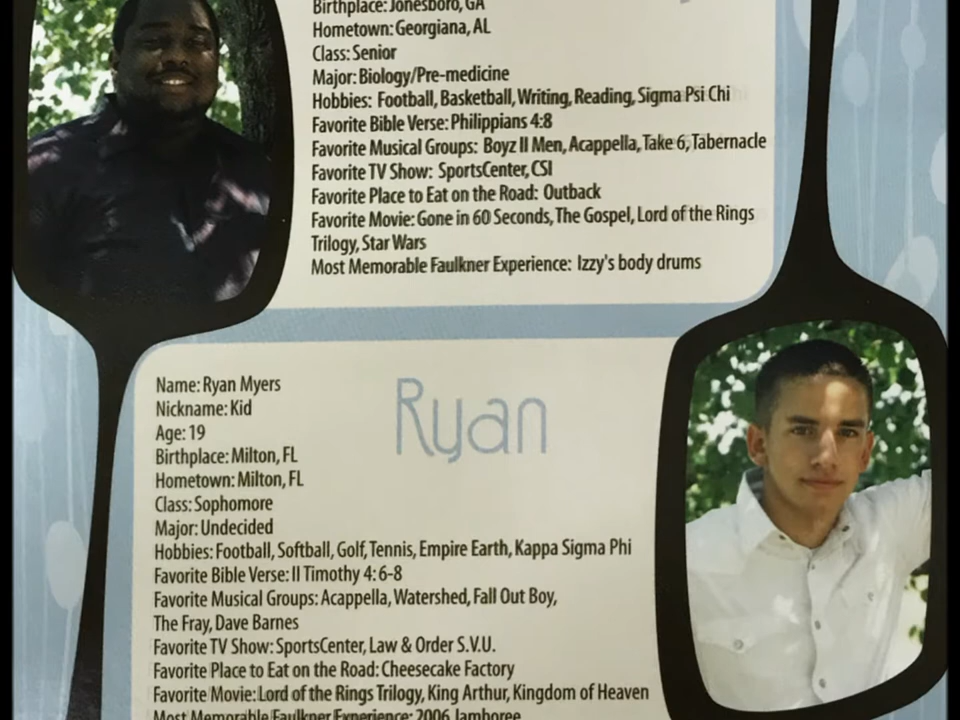 Birthplace: Jonesboro, GA
Hometown: Georgiana, AL
Class: Senior
Major: Biology/Pre-medicine
Hobbies: Football, Basketball, Writing, Reading, Sigma Psi Chi
Favorite Bible Verse: Philippians 4:8
Favorite Musical Groups: Boyz II Men, Acappella, Take 6, Tabernacle
Favorite TV Show: SportsCenter, CSI
Favorite Place to Eat on the Road: Outback
Favorite Movie: Gone in 60 Seconds, The Gospel, Lord of the Rings
Trilogy, Star Wars
Most Memorable Faulkner Experience: Izzy's body drums
Ryan
Name: Ryan Myers
Nickname: Kid
Age: 19
Birthplace: Milton, FL
Hometown: Milton, FL
Class: Sophomore
Major: Undecided
Hobbies: Football, Softball, Golf, Tennis, Empire Earth, Kappa Sigma Phi
Favorite Bible Verse: II Timothy 4: 6-8
Favorite Musical Groups: Acappella, Watershed, Fall Out Boy,
The Fray, Dave Barnes
Favorite TV Show: SportsCenter, Law & Order S.V.U.
Favorite Place to Eat on the Road: Cheesecake Factory
Favorite Movie: Lord of the Rings Trilogy, King Arthur, Kingdom of Heaven
Most Memorable Faulkner Experience: 2006 Jamboree